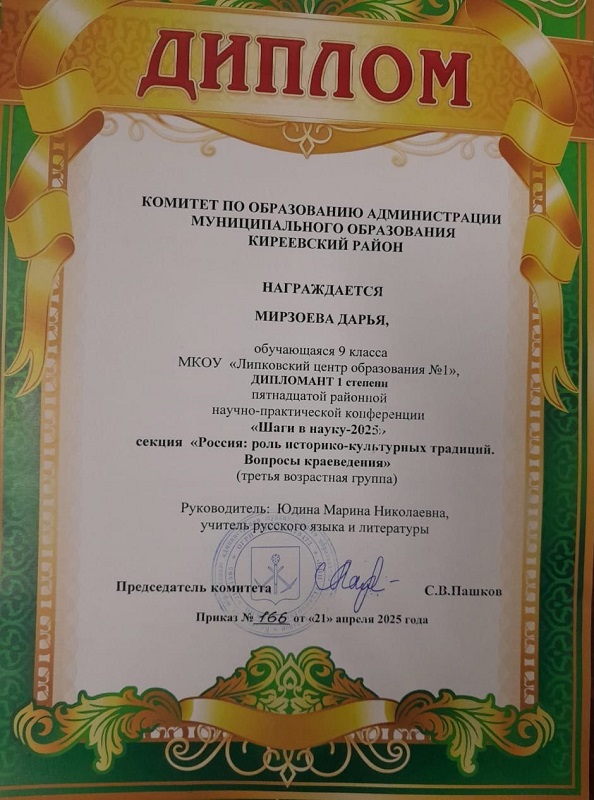 ДИПЛОМ
КОМИТЕТ ПО ОБРАЗОВАНИЮ АДМИНИСТРАЦИИ
МУНИЦИПАЛЬНОГО ОБРАЗОВАНИЯ
КИРЕЕВСКИЙ РАЙОН
НАГРАЖДАЕТСЯ
МИРЗОЕВА ДАРЬЯ,
обучающаяся 9 класса
МКОУ «Липковский центр образования №1»,
ДИПЛОМАНТ 1 степени
пятнадцатой районной
научно-практической конференции
«Шаги в науку-2025»
секция «Россия: роль историко-культурных традиций.
Вопросы краеведения»
(третья возрастная группа)
Руководитель: Юдина Марина Николаевна,
учитель русского языка и литературы
Председатель комитета С.В.Пашков
Приказ № 166 от «21» апреля 2025 года